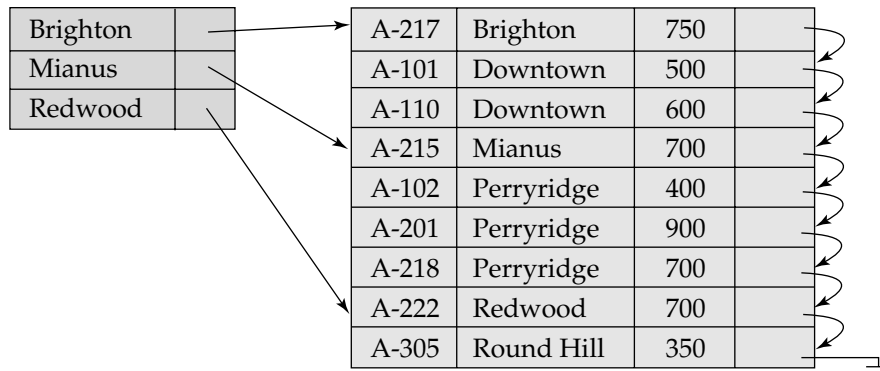 Brighton
Mianus
Redwood
A-217 Brighton 750
A-101 Downtown 500
A-110 Downtown 600
A-215 Mianus 700
A-102 Perryridge 400
A-201 Perryridge 900
A-218 Perryridge 700
A-222 Redwood 700
A-305 Round Hill 350